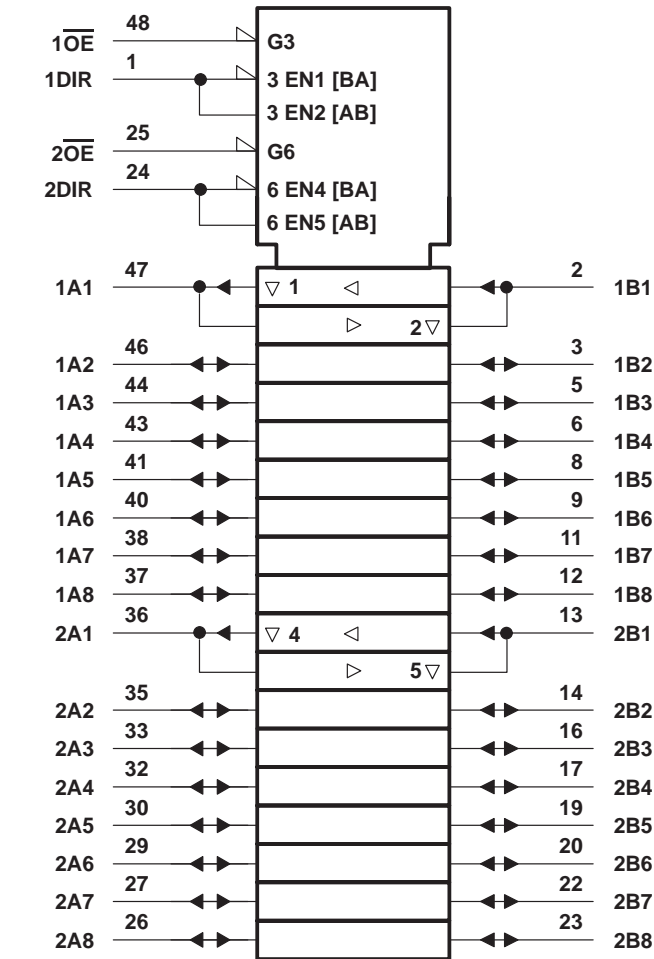 1O̅E̅ 48 G3
1DIR 1 3 EN1 [BA]
3 EN2 [AB]
2O̅E̅ 25 G6
2DIR 24 6 EN4 [BA]
6 EN5 [AB]
1A1 47 1 2 1B1
2
1A2 46 3 1B2
1A3 44 5 1B3
1A4 43 6 1B4
1A5 41 8 1B5
1A6 40 9 1B6
1A7 38 11 1B7
1A8 37 12 1B8
2A1 36 4 13 2B1
5
2A2 35 14 2B2
2A3 33 16 2B3
2A4 32 17 2B4
2A5 30 19 2B5
2A6 29 20 2B6
2A7 27 22 2B7
2A8 26 23 2B8